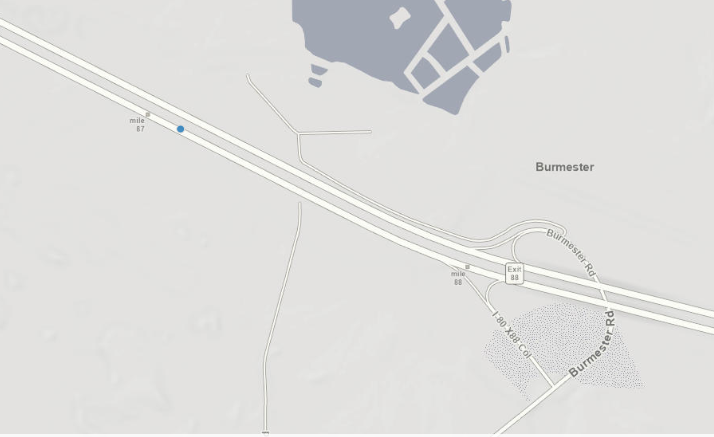 mile
87
Burmester
Burmester Rd
Exit
88
mile
88
I 80 X88 Col
Burmester Rd